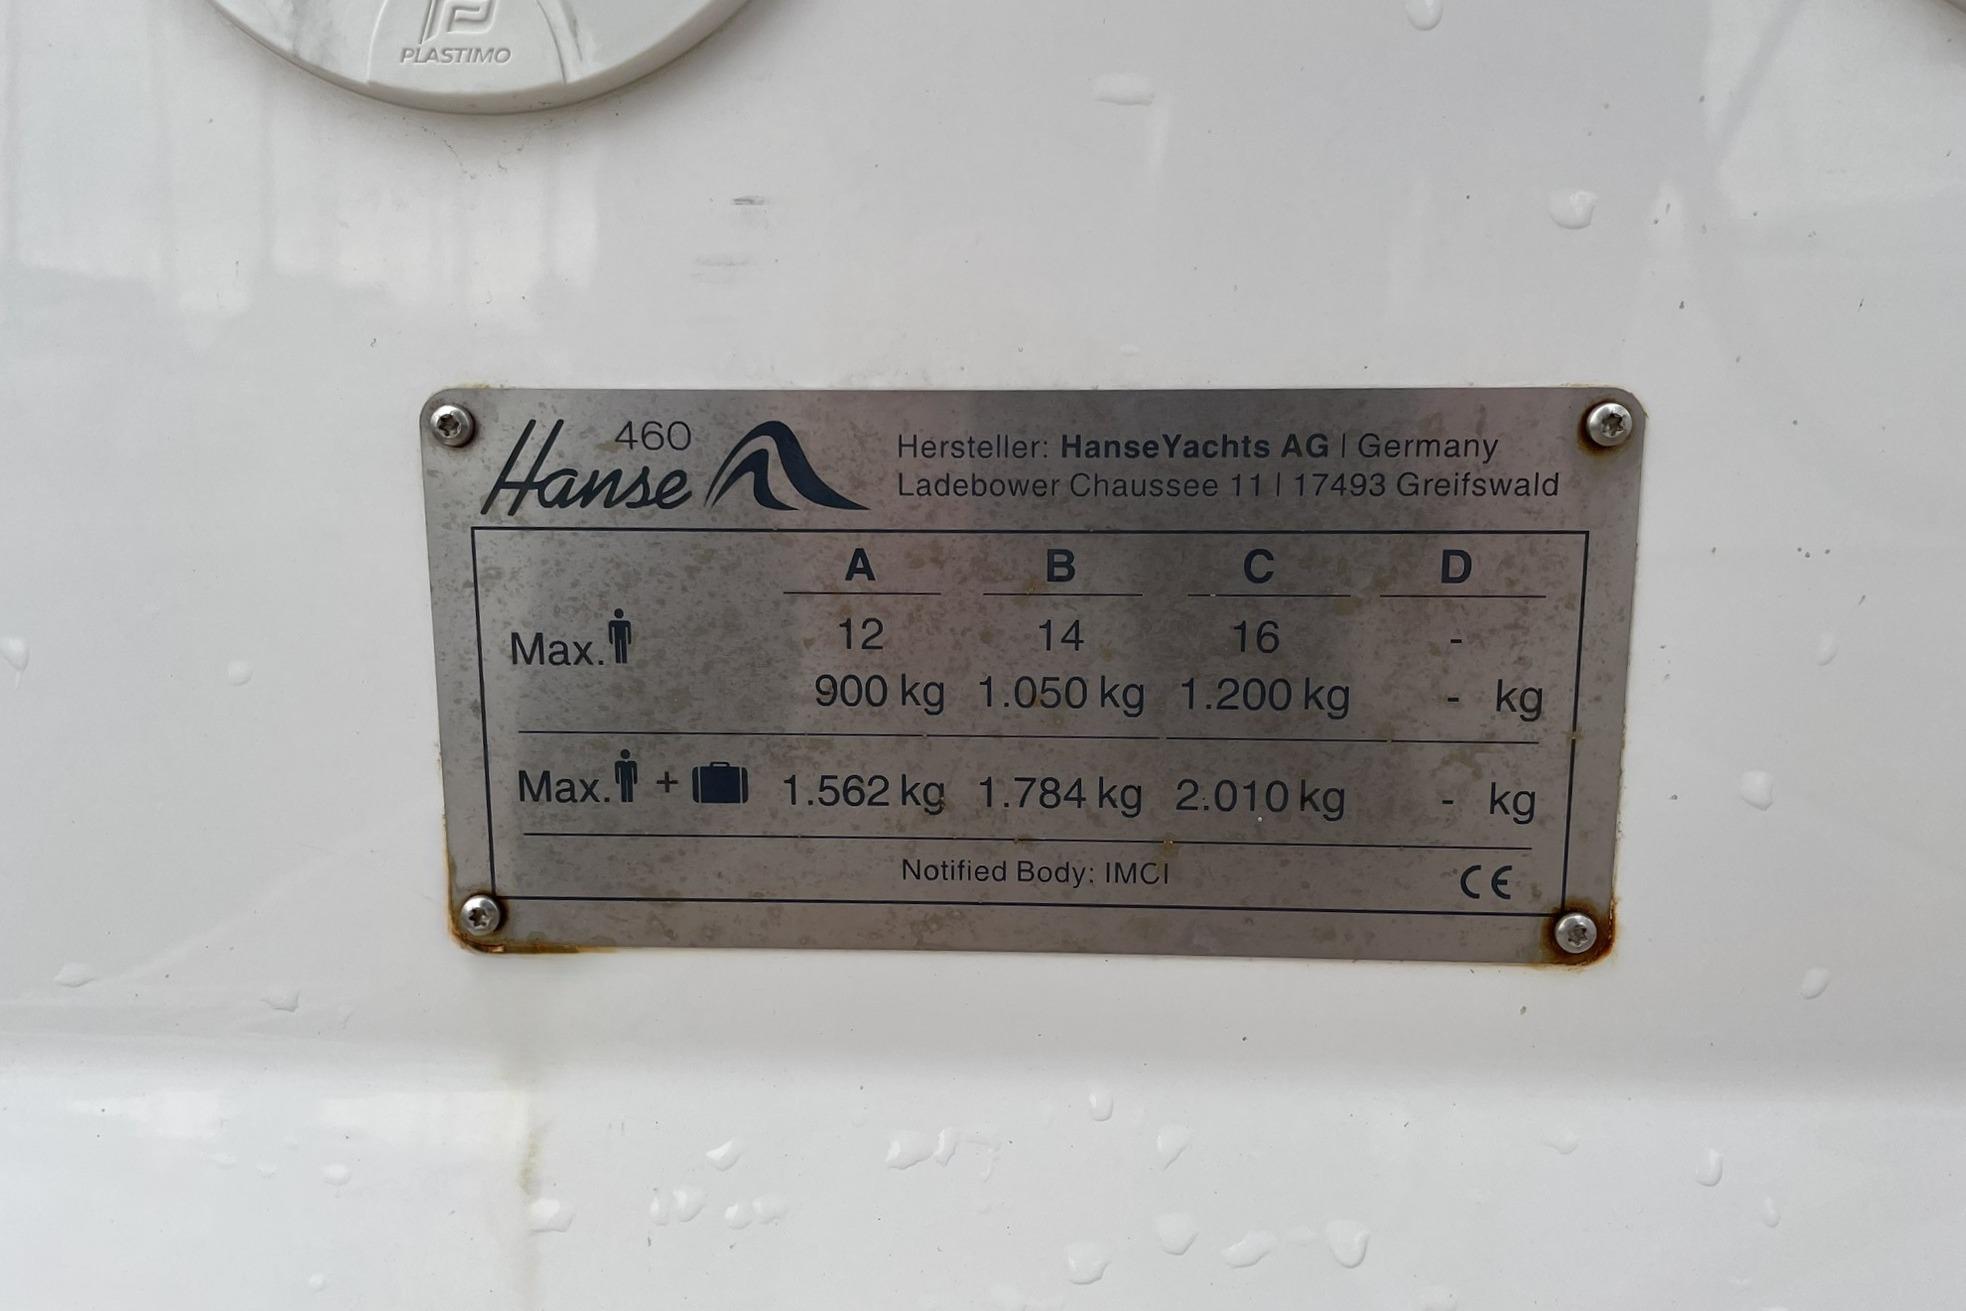 PLASTIMO
460
Hanse
Hersteller: HanseYachts AG | Germany
Ladebower Chaussee 11 | 17493 Greifswald
A B C D
Max. 12 14 16 -
900 kg 1.050 kg 1.200 kg - kg
Max. + 1.562 kg 1.784 kg 2.010 kg - kg
Notified Body: IMCI CE